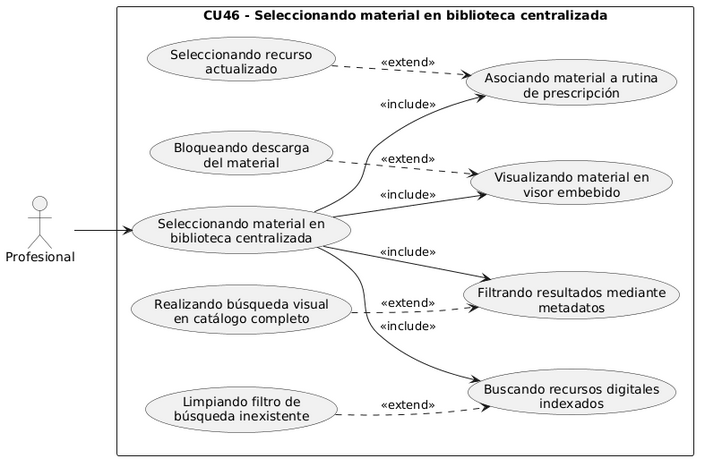 CU46 - Seleccionando material en biblioteca centralizada
Seleccionando recurso
actualizado
«extend»
Asociando material a rutina
de prescripción
«include»
Bloqueando descarga
del material
«extend»
Visualizando material en
visor embebido
«include»
Profesional
Seleccionando material en
biblioteca centralizada
«include»
Filtrando resultados mediante
metadatos
Realizando búsqueda visual
en catálogo completo
«extend»
«include»
Buscando recursos digitales
indexados
Limpiando filtro de
búsqueda inexistente
«extend»